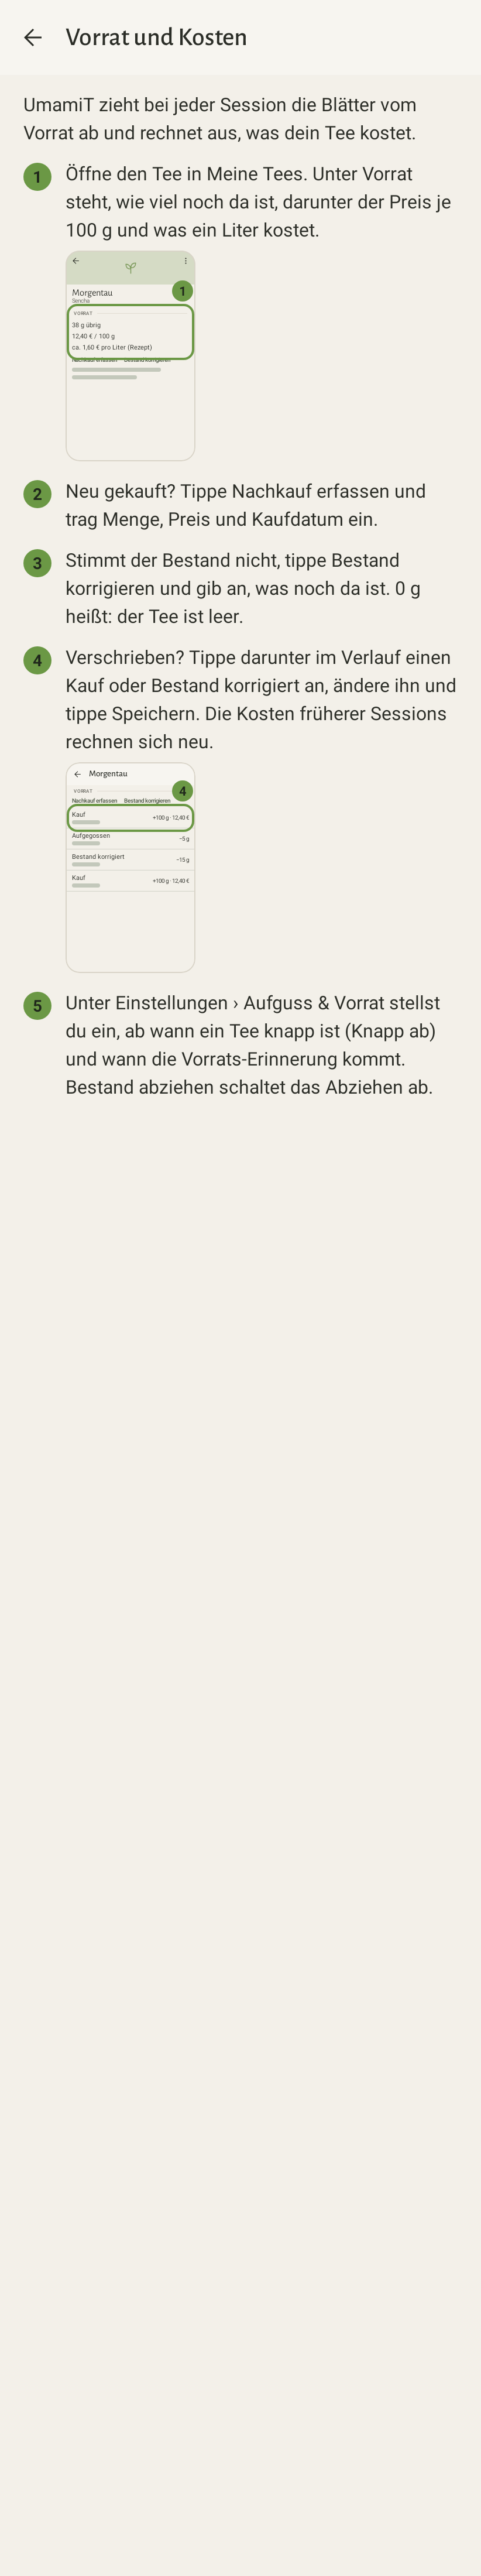 Vorrat und Kosten
UmamiT zieht bei jeder Session die Blätter vom
Vorrat ab und rechnet aus, was dein Tee kostet.
1
Öffne den Tee in Meine Tees. Unter Vorrat
steht, wie viel noch da ist, darunter der Preis je
100 g und was ein Liter kostet.
Morgentau
1
Sencha
VORRAT
38 g übrig
12,40 € / 100 g
ca. 1,60 € pro Liter (Rezept)
Nachkauf erfassen Bestand korrigieren
2
Neu gekauft? Tippe Nachkauf erfassen und
trag Menge, Preis und Kaufdatum ein.
3
Stimmt der Bestand nicht, tippe Bestand
korrigieren und gib an, was noch da ist. 0 g
heißt: der Tee ist leer.
4
Verschrieben? Tippe darunter im Verlauf einen
Kauf oder Bestand korrigiert an, ändere ihn und
tippe Speichern. Die Kosten früherer Sessions
rechnen sich neu.
Morgentau
VORRAT
4
Nachkauf erfassen Bestand korrigieren
Kauf +100 g · 12,40 €
Aufgegossen −5 g
Bestand korrigiert −15 g
Kauf +100 g · 12,40 €
5
Unter Einstellungen › Aufguss & Vorrat stellst
du ein, ab wann ein Tee knapp ist (Knapp ab)
und wann die Vorrats-Erinnerung kommt.
Bestand abziehen schaltet das Abziehen ab.